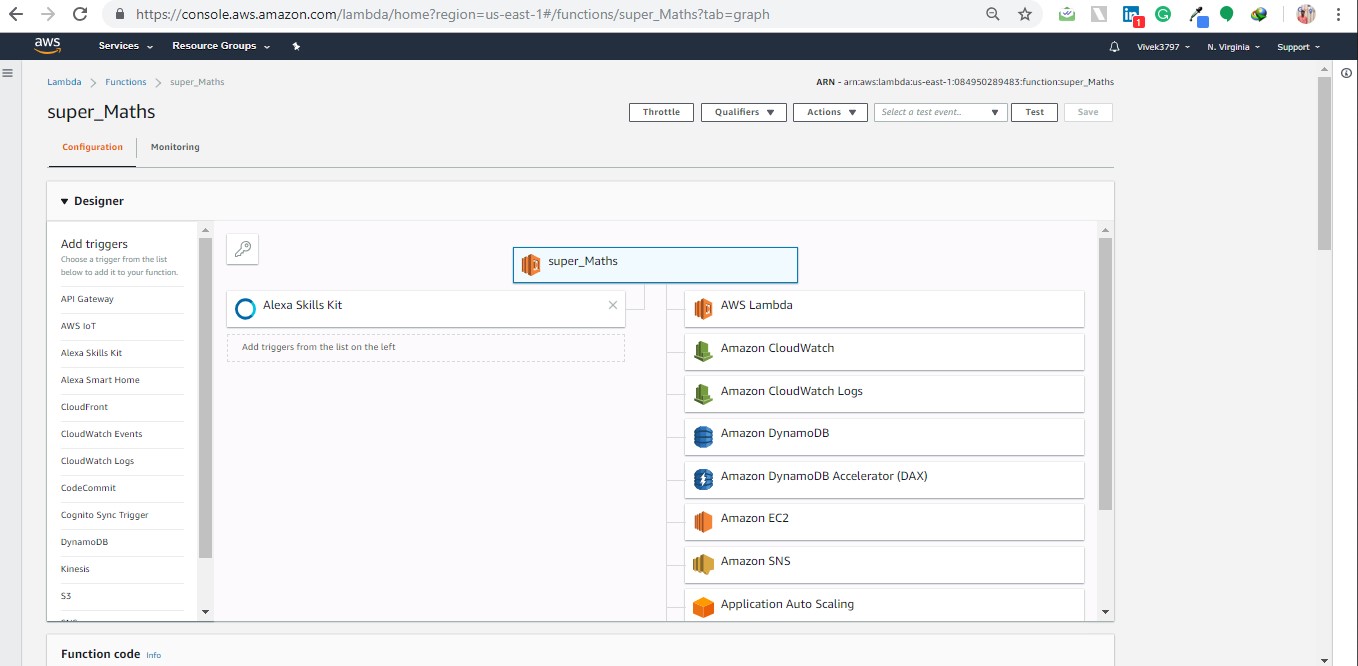 https://console.aws.amazon.com/lambda/home?region=us-east-1#/functions/super_Maths?tab=graph
1
aws
Services
Resource Groups
Vivek3797
N. Virginia
Support
Lambda
Functions
super_Maths
ARN - arn:aws:lambda:us-east-1:084950289483:function:super_Maths
super_Maths
Throttle
Qualifiers
Actions
Select a test event..
Test
Save
Configuration
Monitoring
Designer
Add triggers
Choose a trigger from the list
below to add it to your function.
API Gateway
AWS IoT
Alexa Skills Kit
Alexa Smart Home
CloudFront
CloudWatch Events
CloudWatch Logs
CodeCommit
Cognito Sync Trigger
DynamoDB
Kinesis
S3
super_Maths
Alexa Skills Kit
Add triggers from the list on the left
AWS Lambda
Amazon CloudWatch
Amazon CloudWatch Logs
Amazon DynamoDB
Amazon DynamoDB Accelerator (DAX)
Amazon EC2
Amazon SNS
Application Auto Scaling
Function code Info